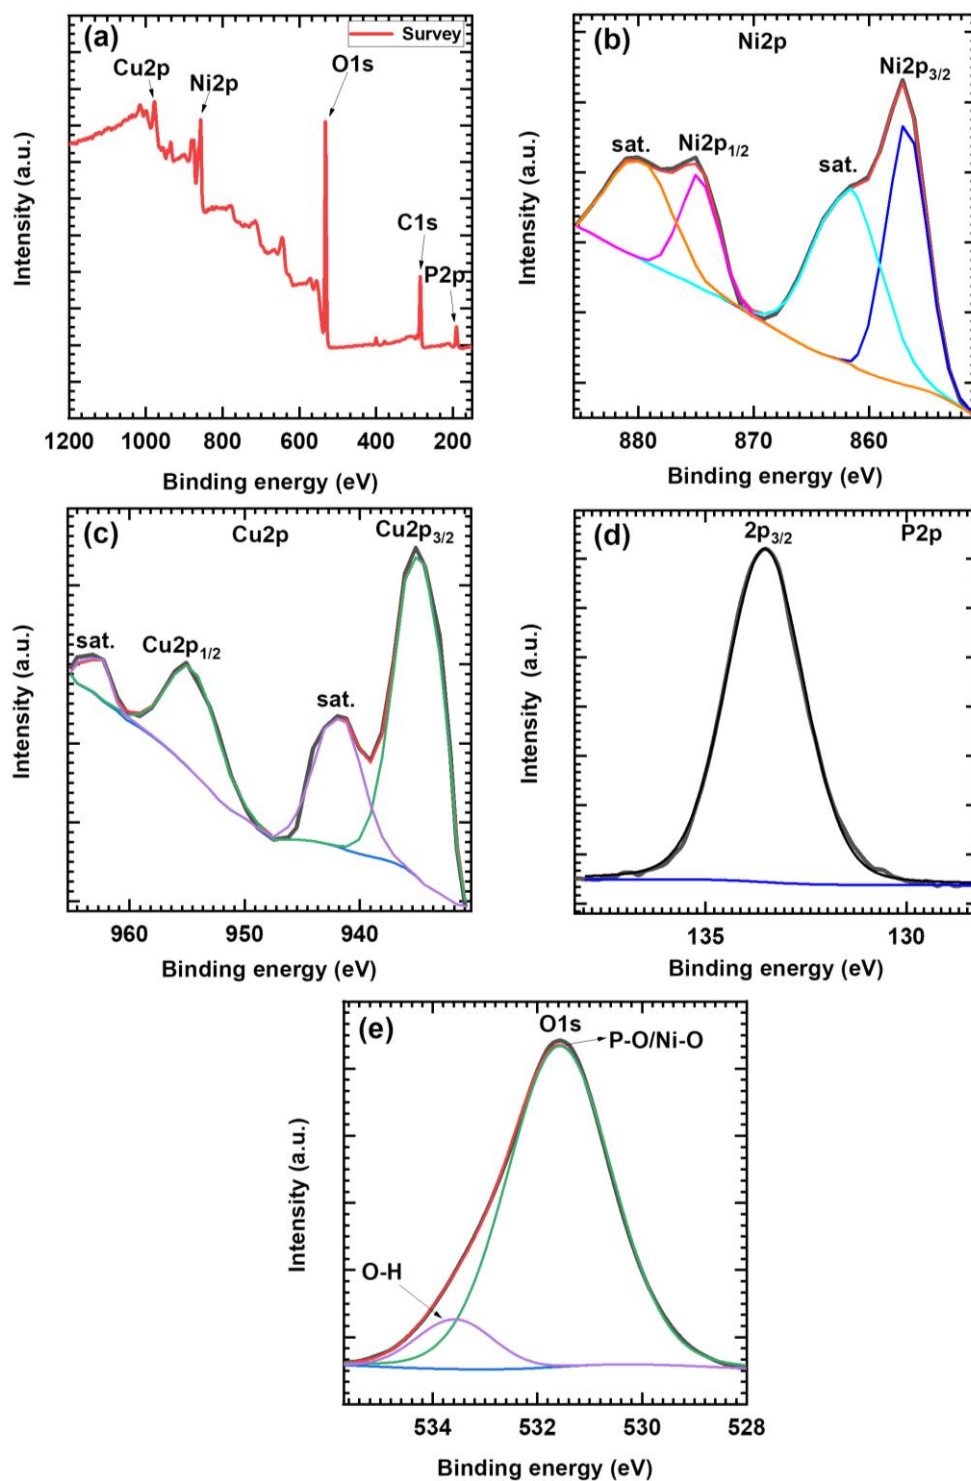 (a)
Survey
Cu2p
Ni2p
O1s
C1s
P2p
Intensity (a.u.)
1200 1000 800 600 400 200
Binding energy (eV)
(b)
Ni2p
Ni2p3/2
sat.
Ni2p1/2
sat.
Intensity (a.u.)
880 870 860
Binding energy (eV)
(c)
Cu2p
Cu2p3/2
sat.
Cu2p1/2
sat.
Intensity (a.u.)
960 950 940
Binding energy (eV)
(d)
2p3/2
P2p
Intensity (a.u.)
135 130
Binding energy (eV)
(e)
O1s
P-O/Ni-O
O-H
Intensity (a.u.)
534 532 530 528
Binding energy (eV)